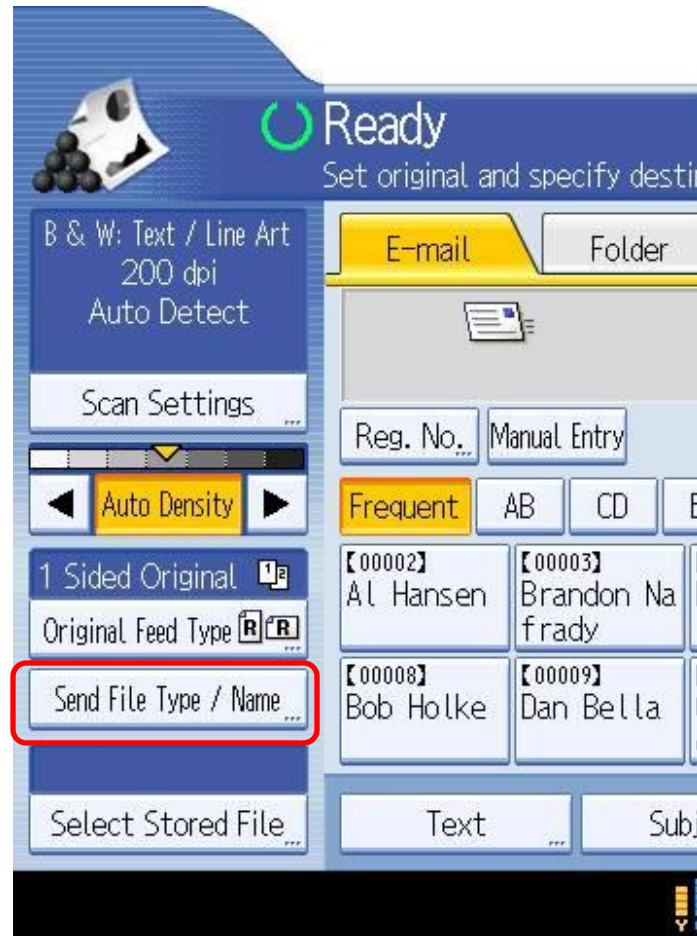 Ready
Set original and specify
B & W: Text / Line Art
200 dpi
Auto Detect
Scan Settings
Auto Density
1 Sided Original
Original Feed Type R R
Send File Type / Name
Select Stored File
E-mail
Folder
Reg. No.
Manual Entry
Frequent
AB
CD
【00002】
Al Hansen
【00003】
Brandon Na
frady
【00008】
Bob Holke
【00009】
Dan Bella
Text
Y